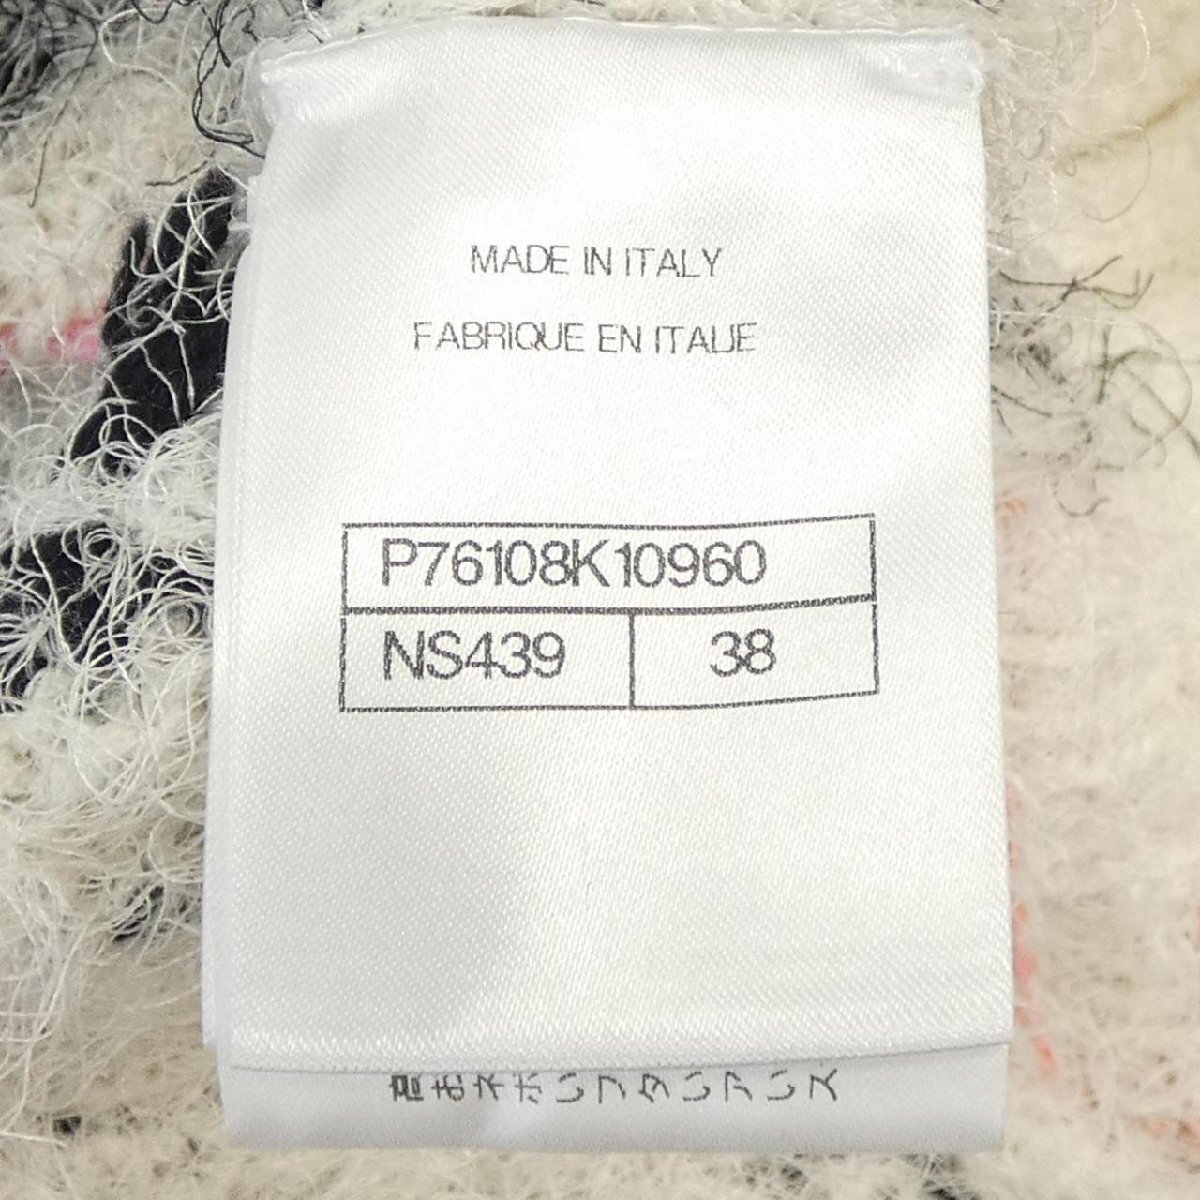 MADE IN ITALY
FABRIQUE EN ITALIE
P76108K10960
NS439 38